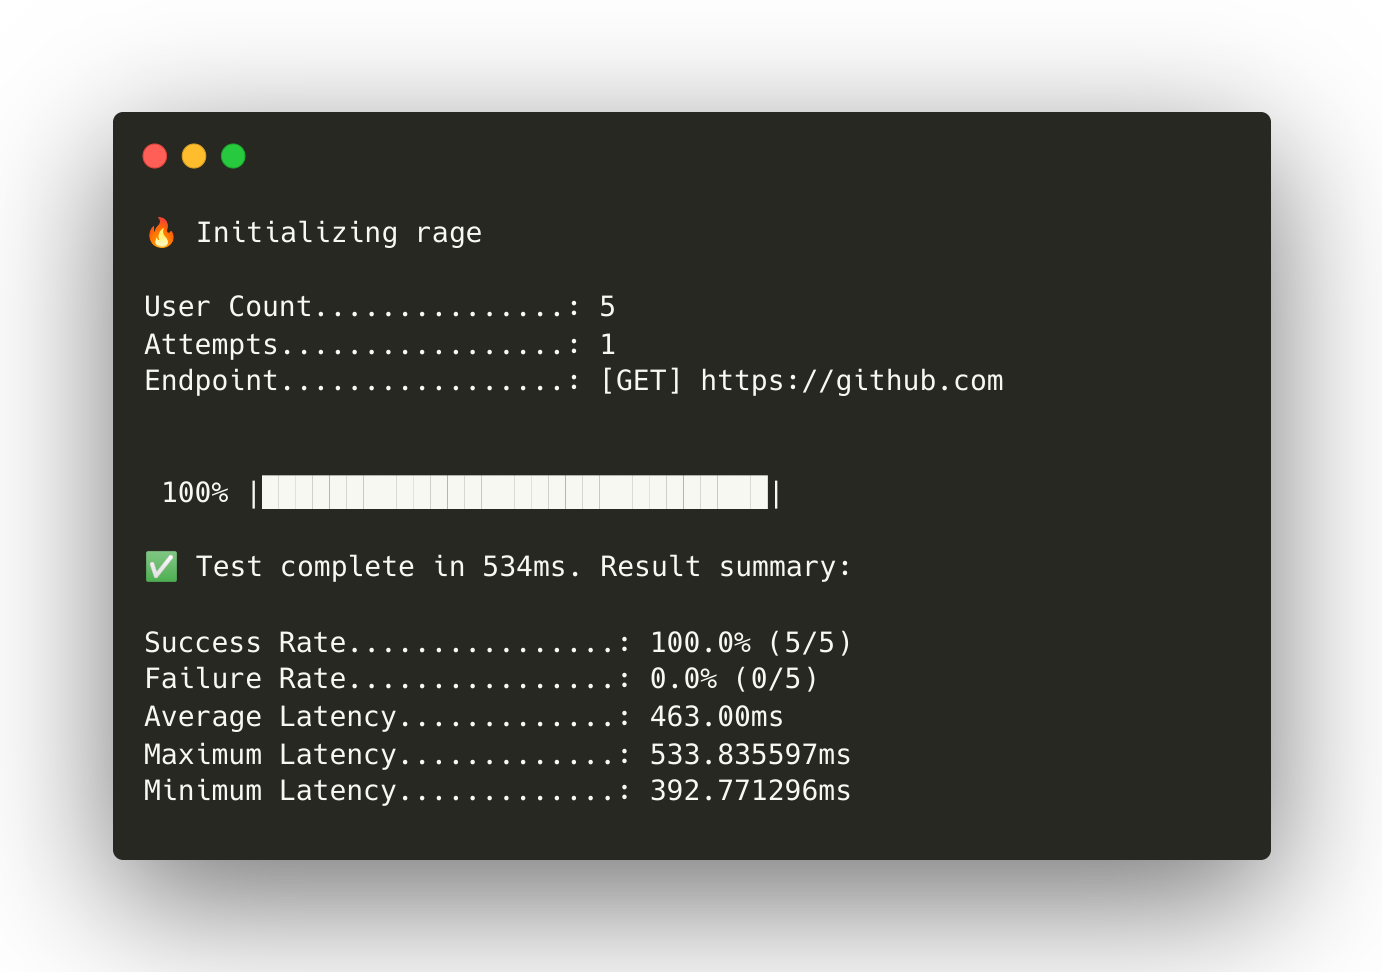 🔥 Initializing rage
User Count...............: 5
Attempts.................: 1
Endpoint.................: [GET] https://github.com
100% |██████████████████████████████|
✅ Test complete in 534ms. Result summary:
Success Rate................: 100.0% (5/5)
Failure Rate................: 0.0% (0/5)
Average Latency.............: 463.00ms
Maximum Latency.............: 533.835597ms
Minimum Latency.............: 392.771296ms